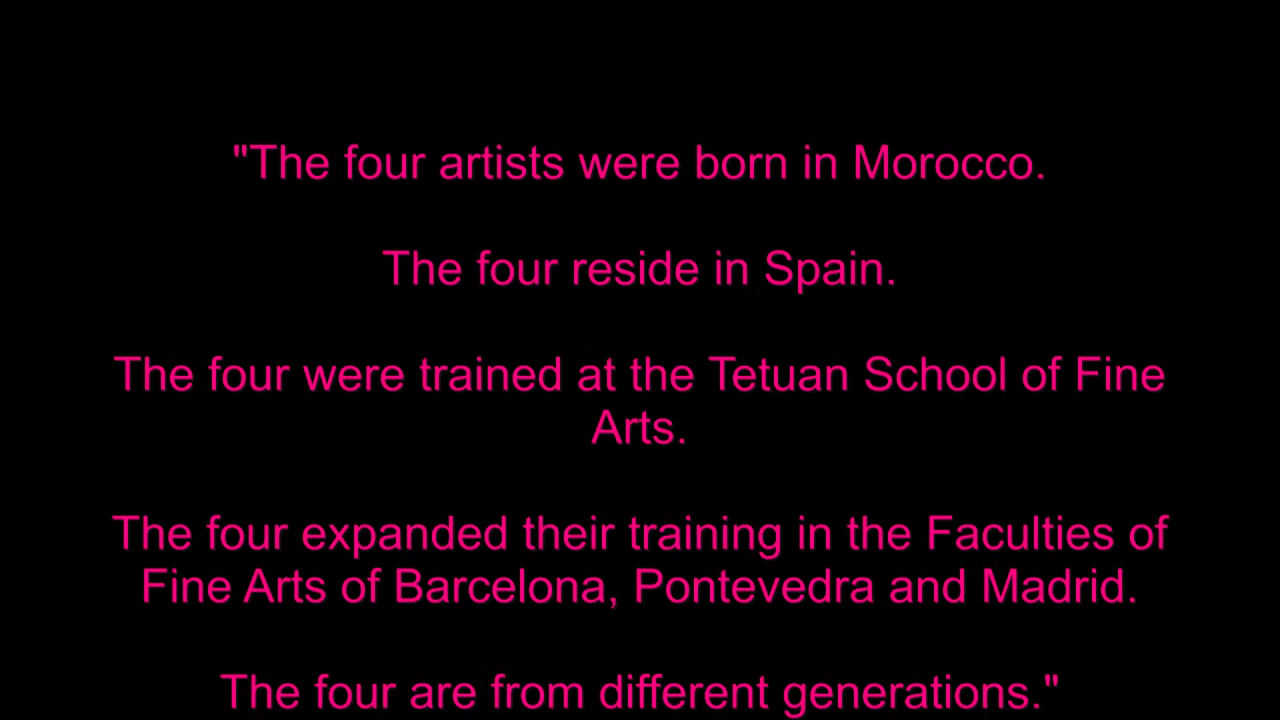 "The four artists were born in Morocco.
The four reside in Spain.
The four were trained at the Tetuan School of Fine
Arts.
The four expanded their training in the Faculties of
Fine Arts of Barcelona, Pontevedra and Madrid.
The four are from different generations."